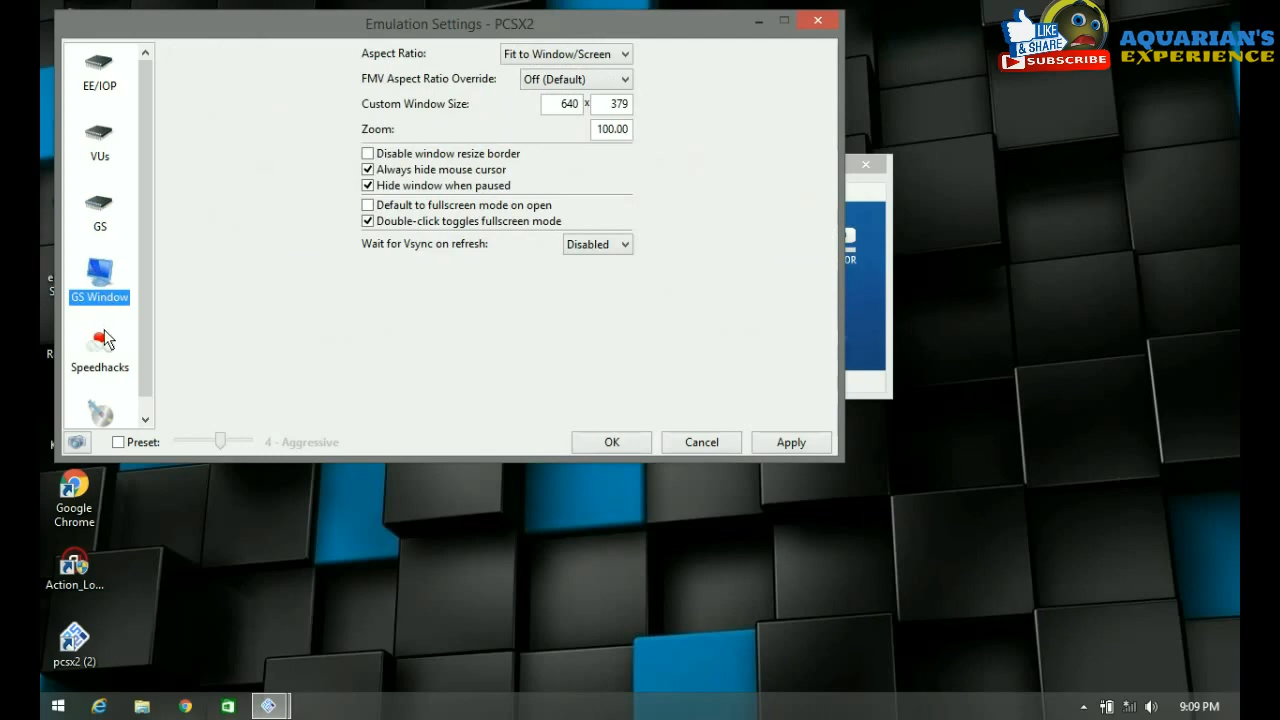 Emulation Settings - PCSX2
LIKE
& SHARE
SUBSCRIBE
AQUARIAN'S
EXPERIENCE
EE/IOP
VUs
GS
GS Window
Speedhacks
Aspect Ratio: Fit to Window/Screen
FMV Aspect Ratio Override: Off (Default)
Custom Window Size: 640 x 379
Zoom: 100.00
Disable window resize border
Always hide mouse cursor
Hide window when paused
Default to fullscreen mode on open
Double-click toggles fullscreen mode
Wait for Vsync on refresh: Disabled
Preset: 4 - Aggressive
OK Cancel Apply
OR
Google
Chrome
Action_Lo...
pcsx2 (2)
9:09 PM